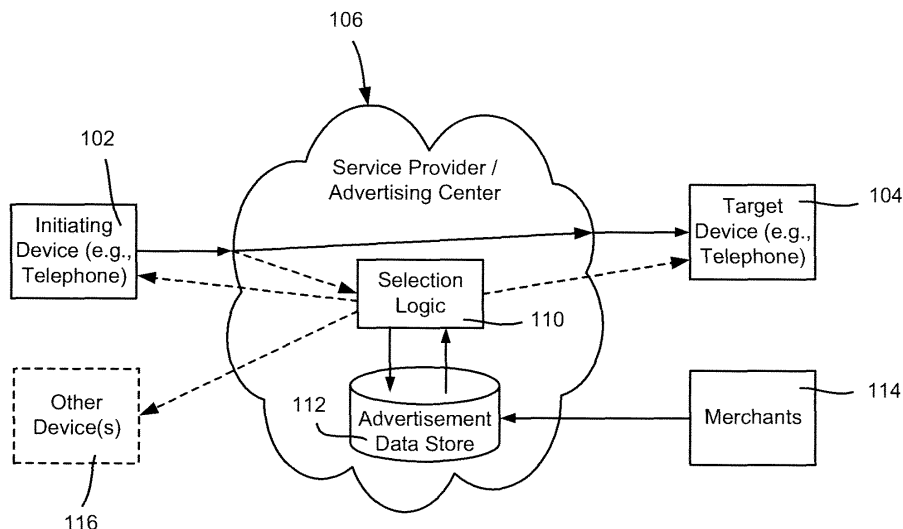 106
102
Service Provider /
Advertising Center
104
Initiating
Device (e.g.,
Telephone)
Target
Device (e.g.,
Telephone)
Selection
Logic
110
Other
Device(s)
112
Advertisement
Data Store
Merchants
114
116